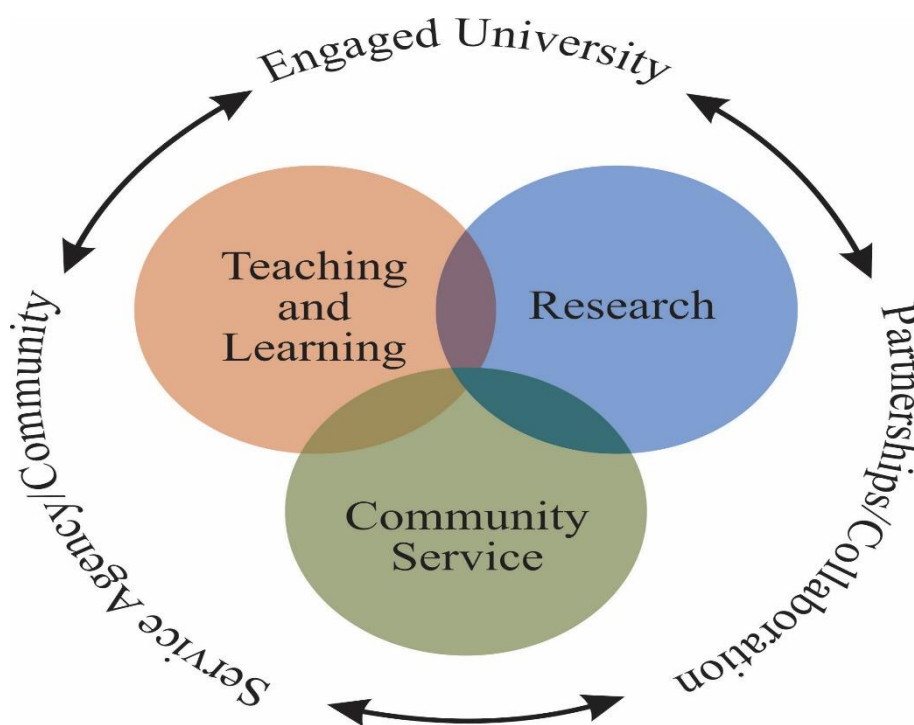 Engaged University
Teaching
and
Learning
Research
Community
Service
Service Agency/Community
Partnerships/Collaboration